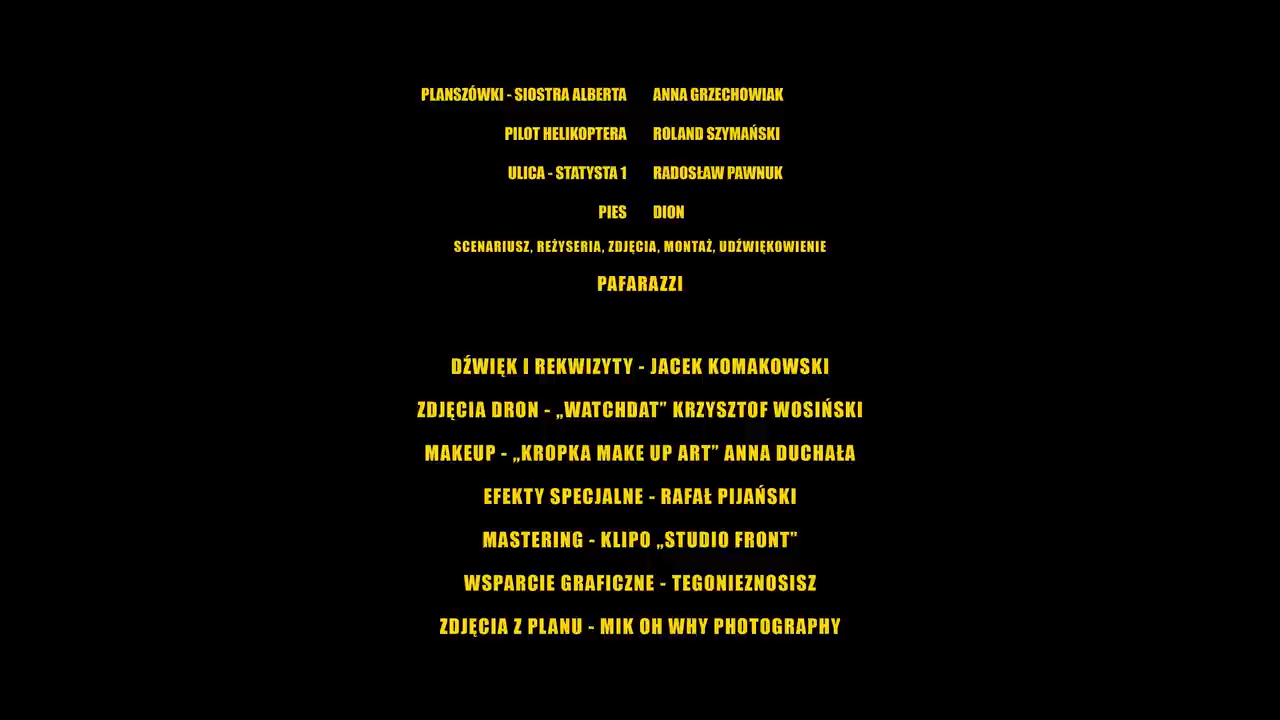 PLANSZÓWKI - SIOSTRA ALBERTA ANNA GRZECHOWIAK
PILOT HELIKOPTERA ROLAND SZYMAŃSKI
ULICA - STATYSTA 1 RADOSŁAW PAWNUK
PIES DION
SCENARIUSZ, REŻYSERIA, ZDJĘCIA, MONTAŻ, UDŹWIĘKOWIENIE
PAFARAZZI
DŹWIĘK I REKWIZYTY - JACEK KOMAKOWSKI
ZDJĘCIA DRON - „WATCHDAT” KRZYSZTOF WOSIŃSKI
MAKEUP - „KROPKA MAKE UP ART” ANNA DUCHAŁA
EFEKTY SPECJALNE - RAFAŁ PIJAŃSKI
MASTERING - KLIPO „STUDIO FRONT”
WSPARCIE GRAFICZNE - TEGONIEZNOSISZ
ZDJĘCIA Z PLANU - MIK OH WHY PHOTOGRAPHY